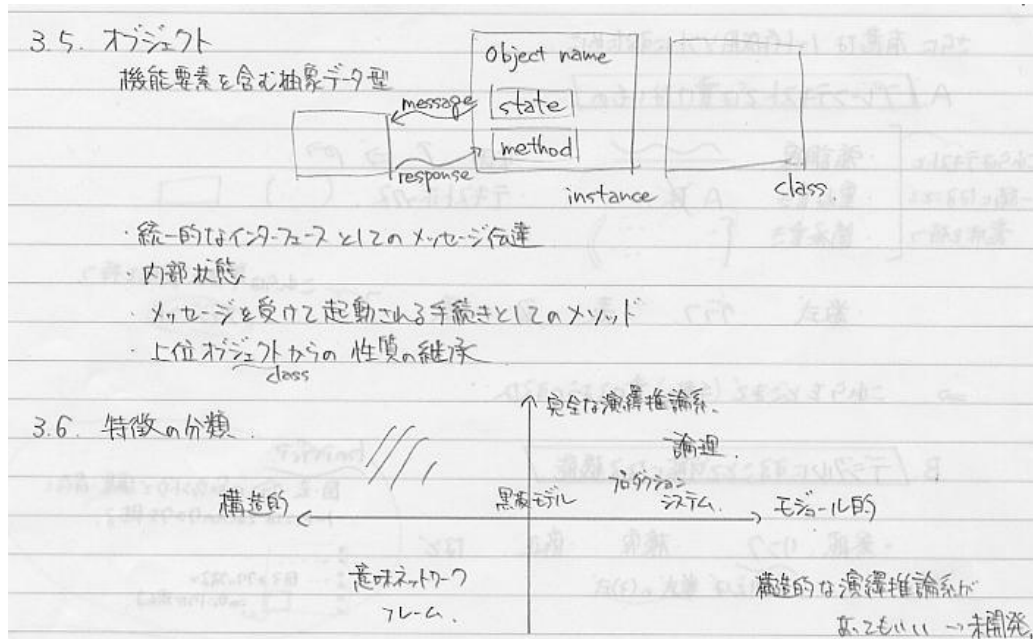 3.5. オブジェクト
機能要素を含む抽象データ型
Object name
message
state
method
response
instance
class
・統一的なインターフェースとしてのメッセージ伝達
・内部状態
・メッセージを受けて起動される手続きとしてのメソッド
・上位オブジェクトからの性質の継承
class
3.6. 特徴の分類
完全な演繹推論系.
論理.
構造的
黒板モデル
プロダクション
システム.
モジュール的
意味ネットワーク
フレーム.
構造的な演繹推論系が
あってもいい → 未開発